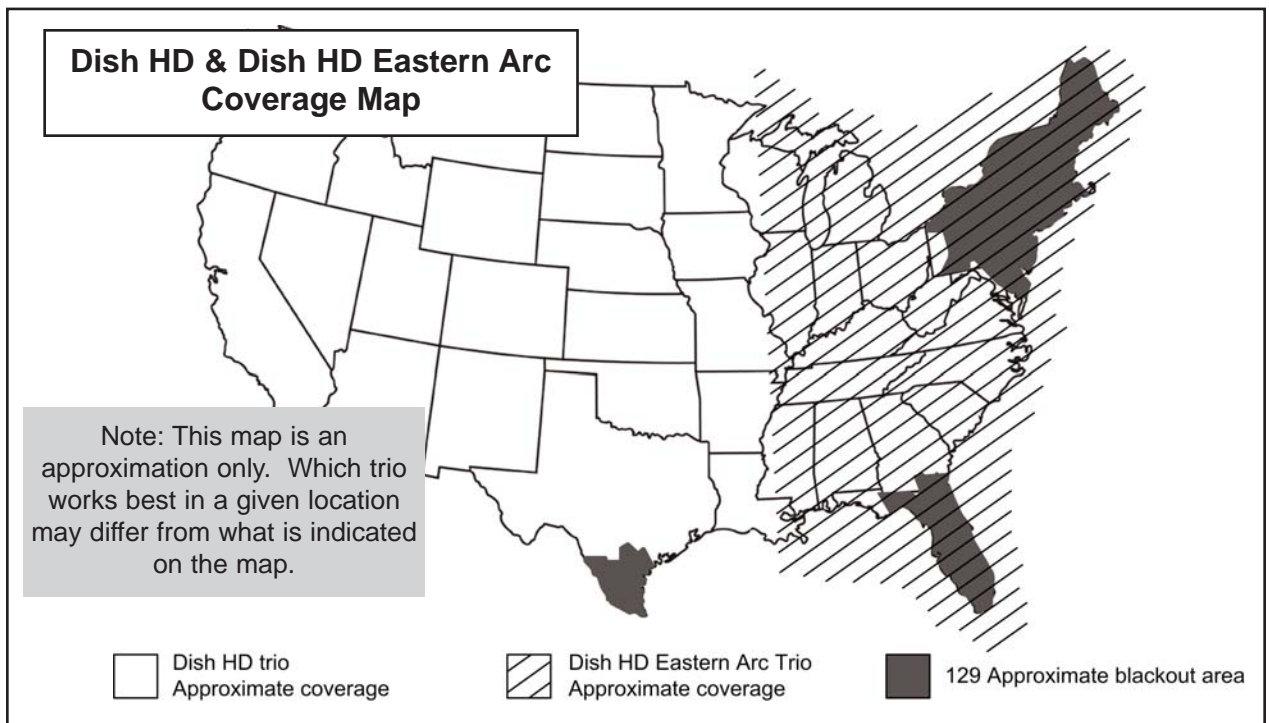 Dish HD & Dish HD Eastern Arc
Coverage Map
Note: This map is an
approximation only. Which trio
works best in a given location
may differ from what is indicated
on the map.
Dish HD trio
Approximate coverage
Dish HD Eastern Arc Trio
Approximate coverage
129 Approximate blackout area